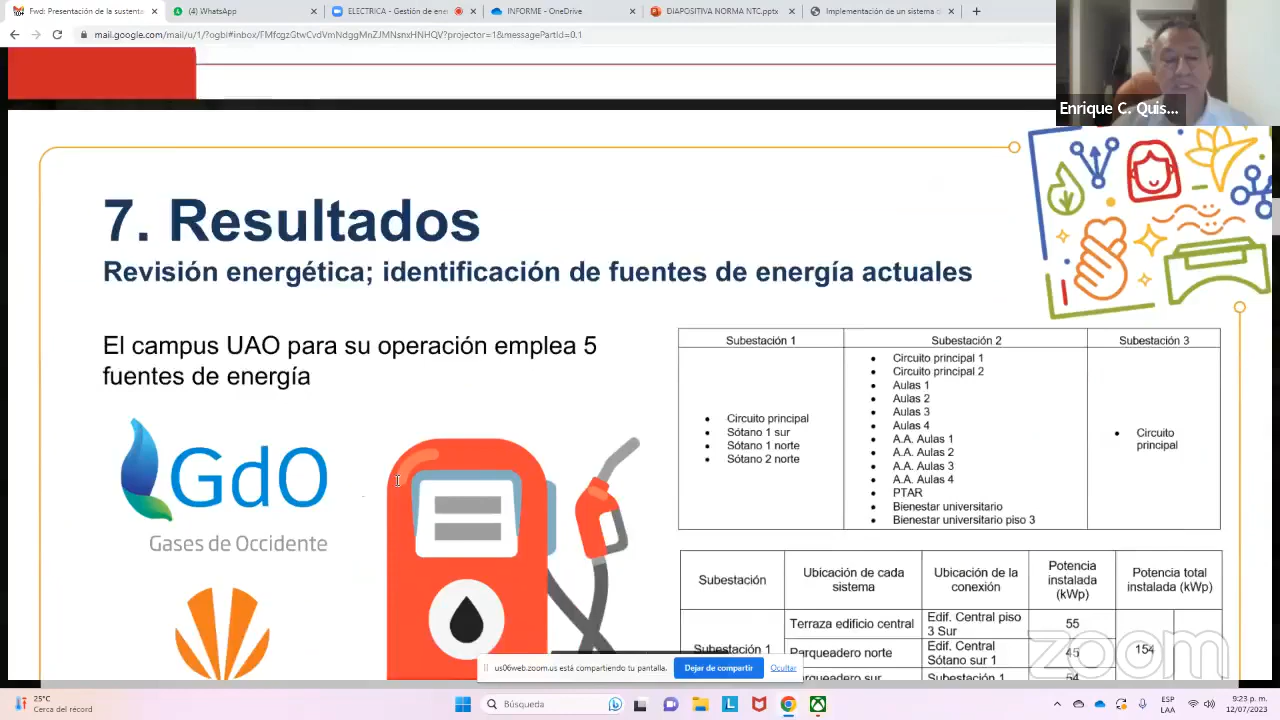 Fwd: Presentación de la sustenta
(4) WhatsApp
ELECTRICA - Gestión de ener
INFORME - OneDrive
DIAPOSITIVA NORMA NTC.pptx
Implementación de un sistema d
mail.google.com/mail/u/1/?ogbl#inbox/FMfcgzGtwCvdVmNdggMnZJMNsnxHNHQV?projector=1&messagePartId=0.1
Enrique C. Quis...
7. Resultados
Revisión energética; identificación de fuentes de energía actuales
El campus UAO para su operación emplea 5
fuentes de energía
GdO
Gases de Occidente
Subestación 1
Subestación 2
Subestación 3
• Circuito principal
• Sótano 1 sur
• Sótano 1 norte
• Sótano 2 norte
• Circuito principal 1
• Circuito principal 2
• Aulas 1
• Aulas 2
• Aulas 3
• Aulas 4
• A.A. Aulas 1
• A.A. Aulas 2
• A.A. Aulas 3
• A.A. Aulas 4
• PTAR
• Bienestar universitario
• Bienestar universitario piso 3
• Circuito
principal
Subestación
Ubicación de cada
sistema
Ubicación de la
conexión
Potencia
instalada
(kWp)
Potencia total
instalada (kWp)
Subestación 1
Terraza edificio central
Edif. Central piso
3 Sur
55
154
Parqueadero norte
Edif. Central
Sótano sur 1
45
Parqueadero sur
Subestación 1
54
zoom
us06web.zoom.us está compartiendo tu pantalla.
Dejar de compartir
Ocultar
25°C
Cerca del récord
Búsqueda
ESP
LAA
9:23 p. m.
12/07/2023